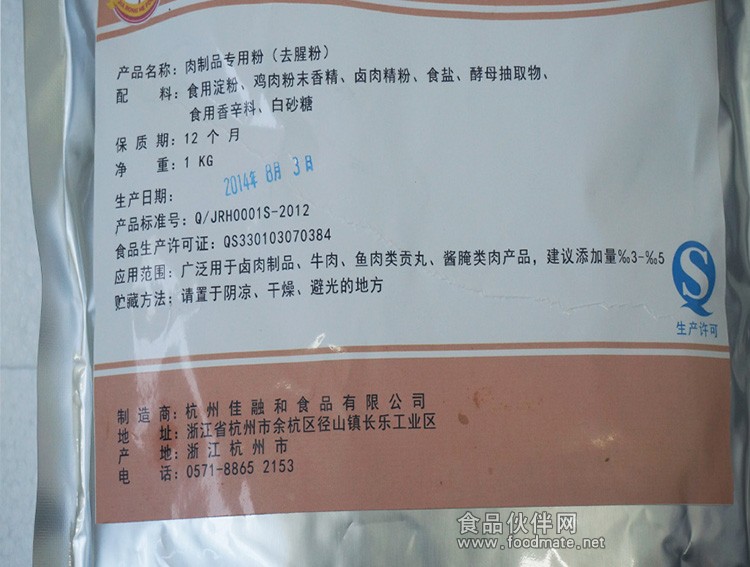 产品名称：肉制品专用粉（去腥粉）
配　料：食用淀粉、鸡肉粉末香精、卤肉精粉、食盐、酵母抽取物、
食用香辛料、白砂糖
保 质 期：12 个 月
净　重：1 KG
生产日期：2014年 8月 3日
产品标准号：Q/JRH0001S-2012
食品生产许可证：QS330103070384
应用范围：广泛用于卤肉制品、牛肉、鱼肉类贡丸、酱腌类肉产品，建议添加量‰3-‰5
贮藏方法：请置于阴凉、干燥、避光的地方
生产许可
制 造 商：杭 州 佳 融 和 食 品 有 限 公 司
地　址：浙江省杭州市余杭区径山镇长乐工业区
产　地：浙 江 杭 州 市
电　话：0571-8865 2153
食品伙伴网
www.foodmate.net